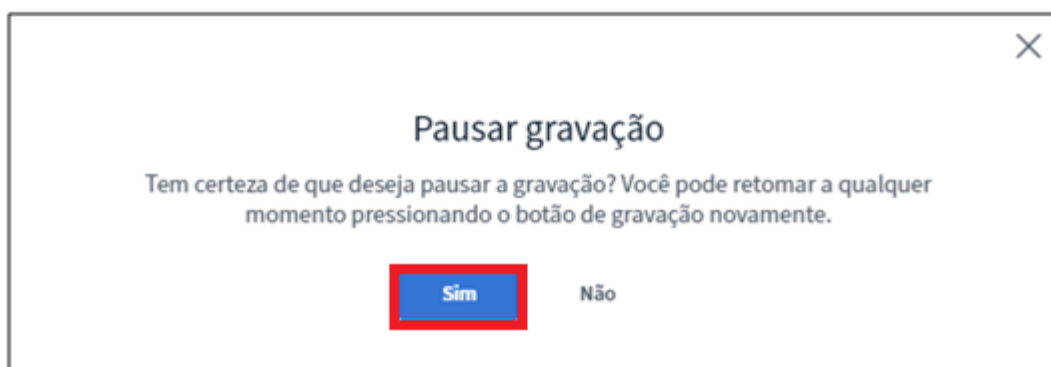 Pausar gravação
Tem certeza de que deseja pausar a gravação? Você pode retomar a qualquer
momento pressionando o botão de gravação novamente.
Sim Não